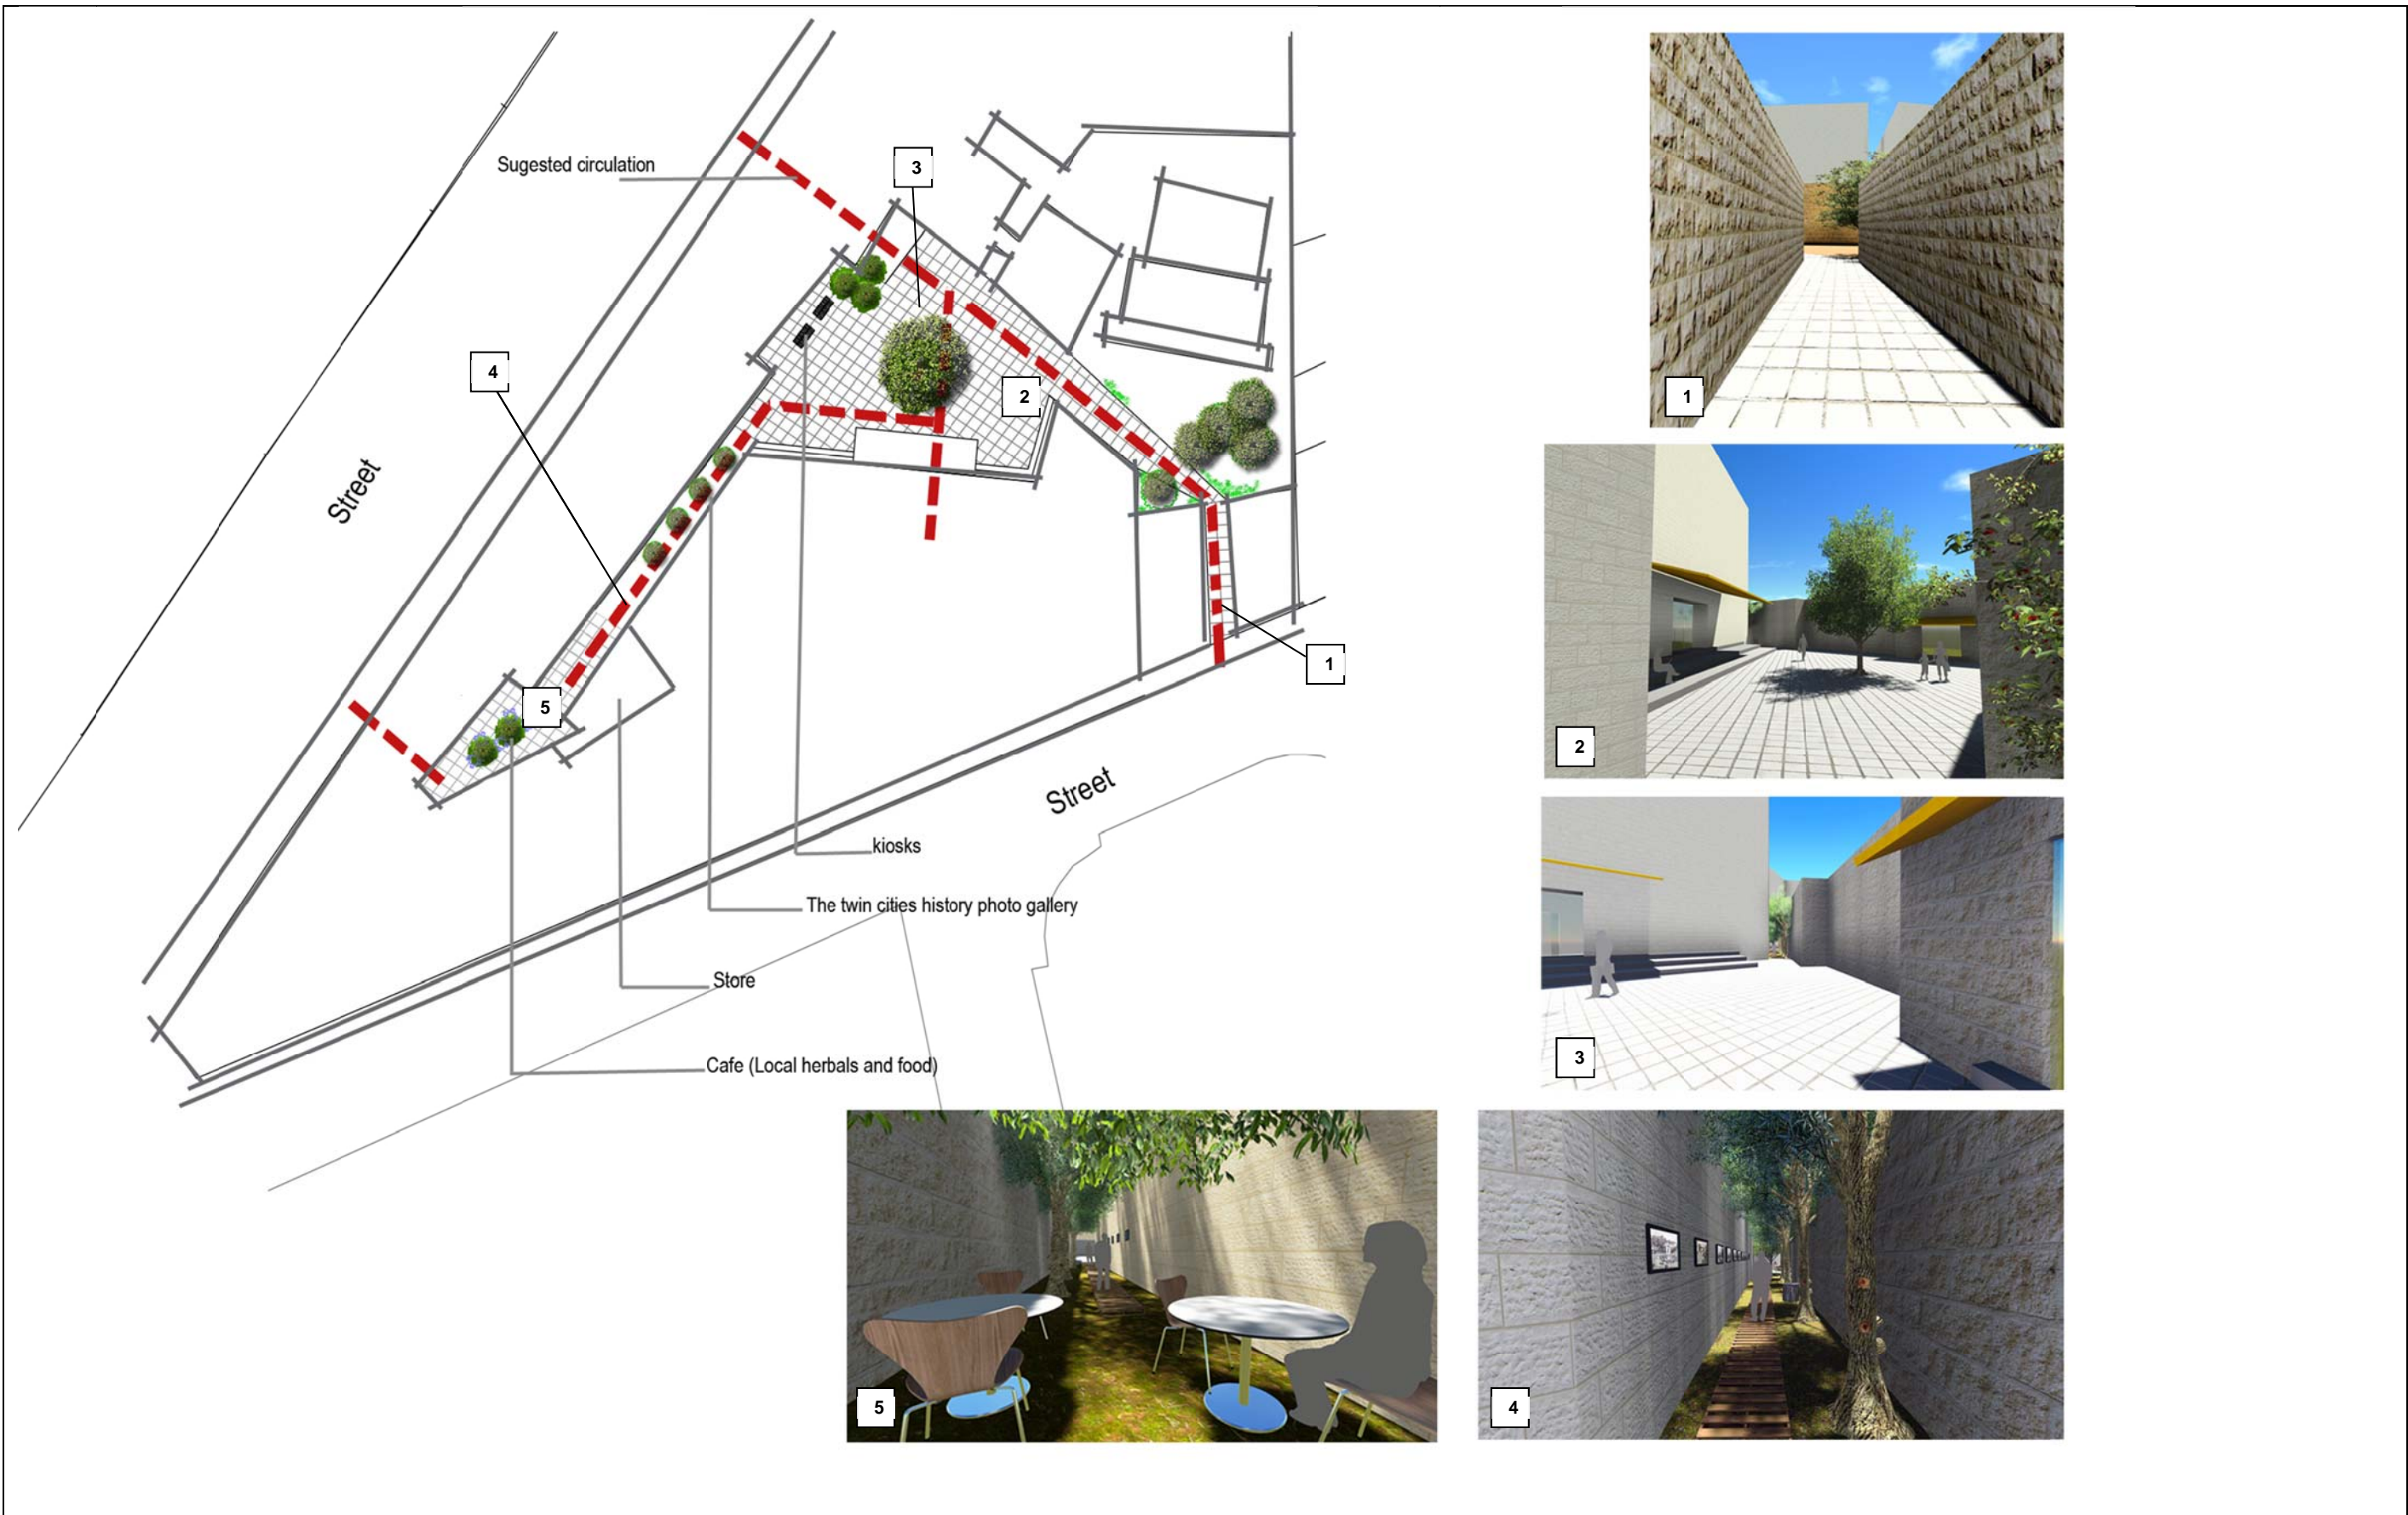 Sugested circulation
3
4
2
Street
5
1
Street
kiosks
The twin cities history photo gallery
Store
Cafe (Local herbals and food)
1
2
3
5
4